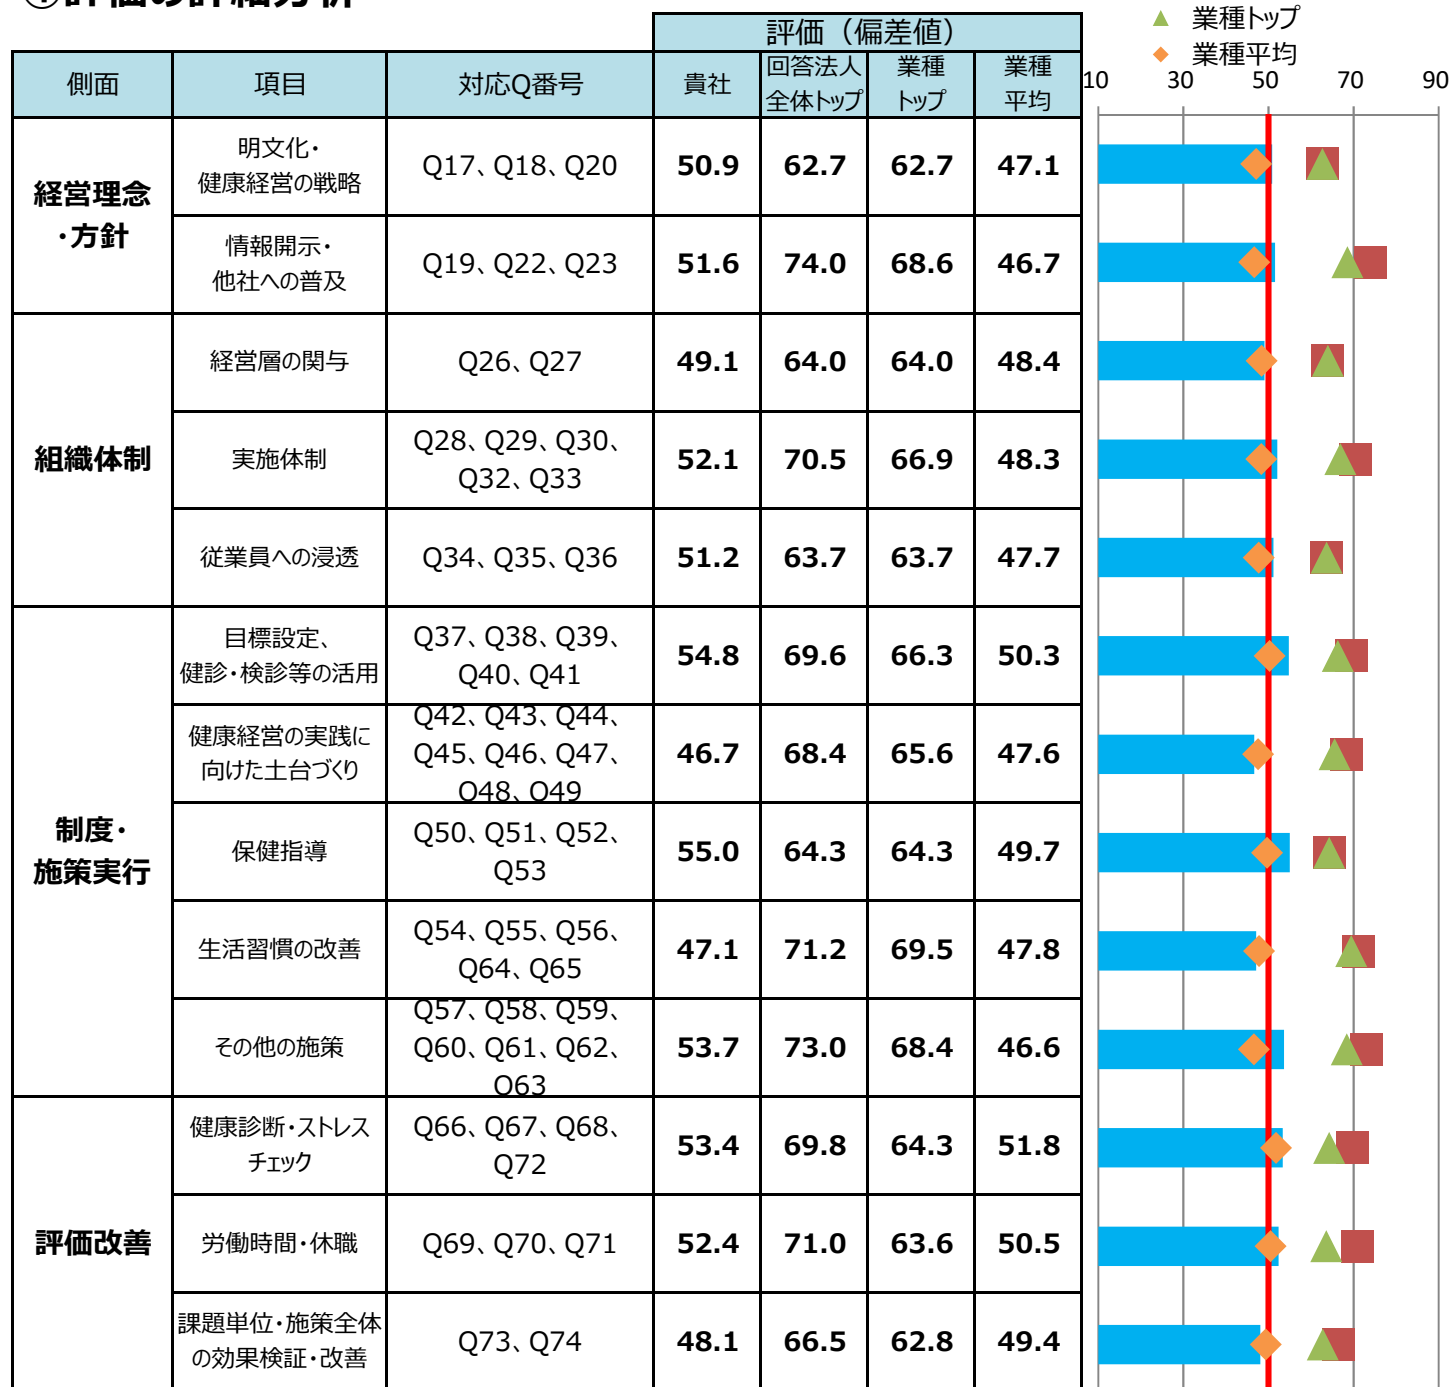 ①評価の詳細分析
▲ 業種トップ
◆ 業種平均
評価（偏差値）
側面 項目 対応Q番号 貴社 回答法人 業種 業種
全体トップ トップ 平均
10 30 50 70 90
経営理念
・方針
明文化・
健康経営の戦略
Q17、Q18、Q20 50.9 62.7 62.7 47.1
情報開示・
他社への普及
Q19、Q22、Q23 51.6 74.0 68.6 46.7
組織体制
経営層の関与 Q26、Q27 49.1 64.0 64.0 48.4
実施体制
Q28、Q29、Q30、
Q32、Q33
52.1 70.5 66.9 48.3
従業員への浸透 Q34、Q35、Q36 51.2 63.7 63.7 47.7
制度・
施策実行
目標設定、
健診・検診等の活用
Q37、Q38、Q39、
Q40、Q41
54.8 69.6 66.3 50.3
健康経営の実践に
向けた土台づくり
Q42、Q43、Q44、
Q45、Q46、Q47、
Q48、Q49
46.7 68.4 65.6 47.6
保健指導
Q50、Q51、Q52、
Q53
55.0 64.3 64.3 49.7
生活習慣の改善
Q54、Q55、Q56、
Q64、Q65
47.1 71.2 69.5 47.8
その他の施策
Q57、Q58、Q59、
Q60、Q61、Q62、
Q63
53.7 73.0 68.4 46.6
評価改善
健康診断・ストレス
チェック
Q66、Q67、Q68、
Q72
53.4 69.8 64.3 51.8
労働時間・休職 Q69、Q70、Q71 52.4 71.0 63.6 50.5
課題単位・施策全体
の効果検証・改善
Q73、Q74 48.1 66.5 62.8 49.4